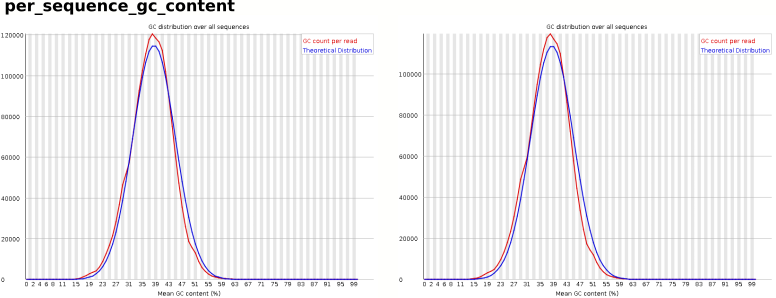 per_sequence_gc_content
GC distribution over all sequences
GC count per read
Theoretical Distribution
120000
100000
80000
60000
40000
20000
0
0 2 4 6 8 11 15 19 23 27 31 35 39 43 47 51 55 59 63 67 71 75 79 83 87 91 95 99
Mean GC content (%)
GC distribution over all sequences
GC count per read
Theoretical Distribution
100000
80000
60000
40000
20000
0
0 2 4 6 8 11 15 19 23 27 31 35 39 43 47 51 55 59 63 67 71 75 79 83 87 91 95 99
Mean GC content (%)